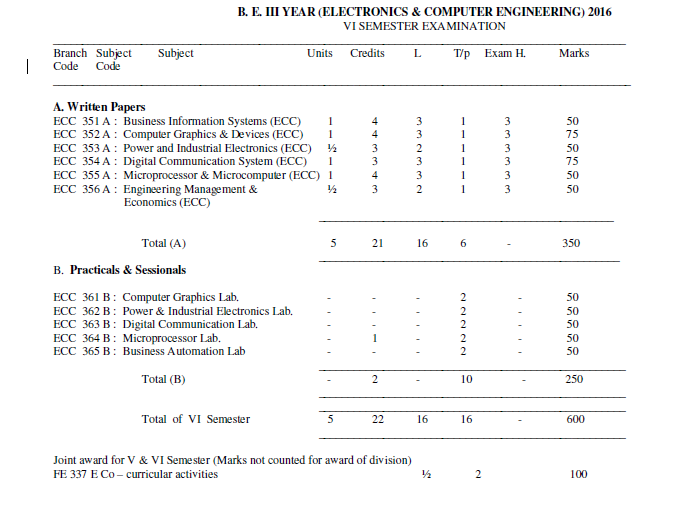 B. E. III YEAR (ELECTRONICS & COMPUTER ENGINEERING) 2016
VI SEMESTER EXAMINATION
Branch Subject Subject Units Credits L T/p Exam H. Marks
Code Code
A. Written Papers
ECC 351 A : Business Information Systems (ECC) 1 4 3 1 3 50
ECC 352 A : Computer Graphics & Devices (ECC) 1 4 3 1 3 75
ECC 353 A : Power and Industrial Electronics (ECC) ½ 3 2 1 3 50
ECC 354 A : Digital Communication System (ECC) 1 3 3 1 3 75
ECC 355 A : Microprocessor & Microcomputer (ECC) 1 4 3 1 3 50
ECC 356 A : Engineering Management & ½ 3 2 1 3 50
Economics (ECC)
Total (A) 5 21 16 6 - 350
B. Practicals & Sessionals
ECC 361 B : Computer Graphics Lab. - - - 2 - 50
ECC 362 B : Power & Industrial Electronics Lab. - - - 2 - 50
ECC 363 B : Digital Communication Lab. - - - 2 - 50
ECC 364 B : Microprocessor Lab. - 1 - 2 - 50
ECC 365 B : Business Automation Lab - - - 2 - 50
Total (B) - 2 - 10 - 250
Total of VI Semester 5 22 16 16 - 600
Joint award for V & VI Semester (Marks not counted for award of division)
FE 337 E Co – curricular activities ½ 2 100